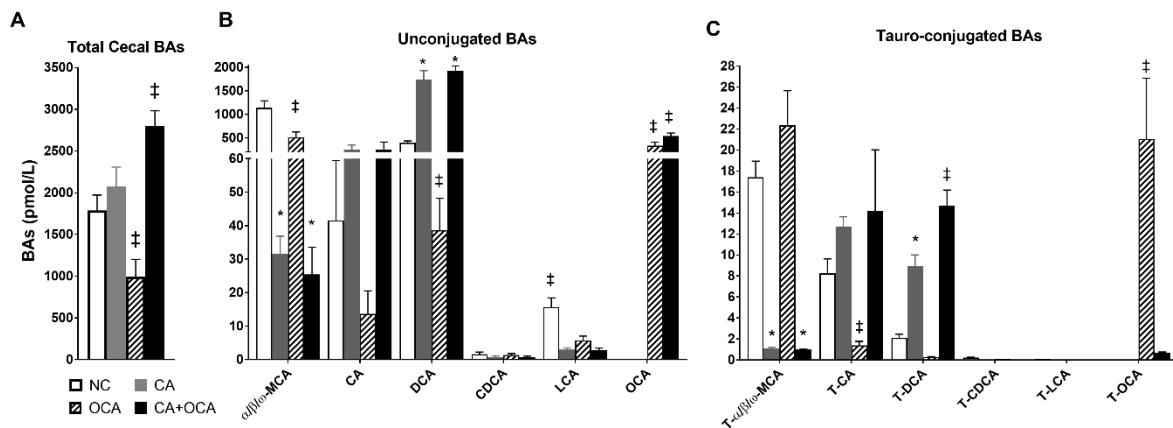 A
Total Cecal BAs
BAs (pmol/L)
3500
3000
2500
2000
1500
1000
500
0
‡
‡
NC
CA
OCA
CA+OCA
B
Unconjugated BAs
2000
1500
1000
500
60
50
40
30
20
10
0
‡
*
*
*
‡
*
‡
‡
‡
α/β/ω-MCA
CA
DCA
CDCA
LCA
OCA
C
Tauro-conjugated BAs
28
26
24
22
20
18
16
14
12
10
8
6
4
2
0
*
*
‡
*
‡
‡
T-α/β/ω-MCA
T-CA
T-DCA
T-CDCA
T-LCA
T-OCA